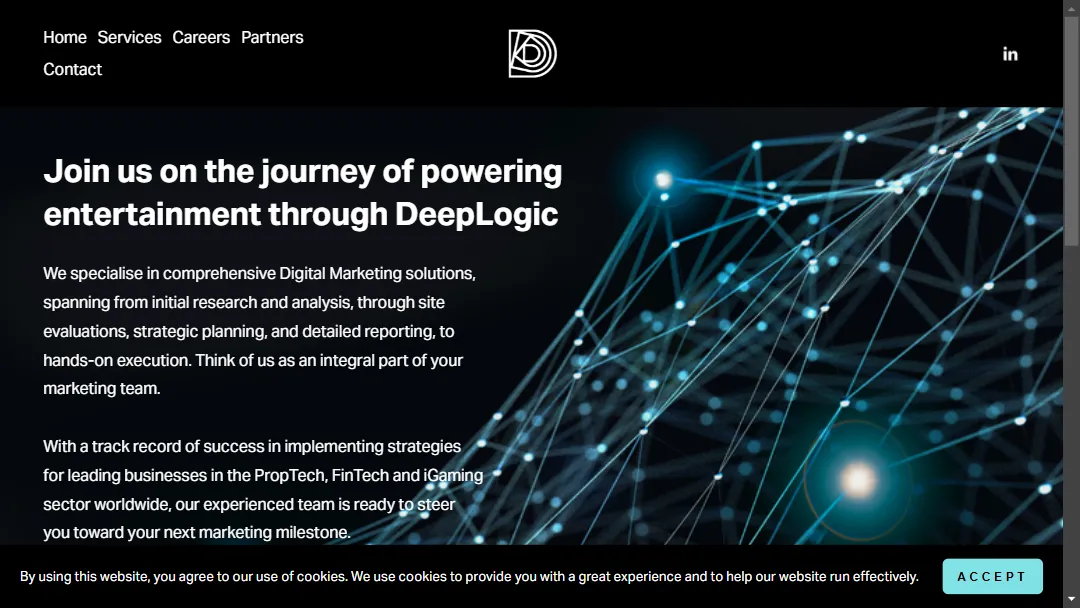 Home Services Careers Partners
Contact
in
Join us on the journey of powering
entertainment through DeepLogic
We specialise in comprehensive Digital Marketing solutions,
spanning from initial research and analysis, through site
evaluations, strategic planning, and detailed reporting, to
hands-on execution. Think of us as an integral part of your
marketing team.
With a track record of success in implementing strategies
for leading businesses in the PropTech, FinTech and iGaming
sector worldwide, our experienced team is ready to steer
you toward your next marketing milestone.
By using this website, you agree to our use of cookies. We use cookies to provide you with a great experience and to help our website run effectively.
ACCEPT